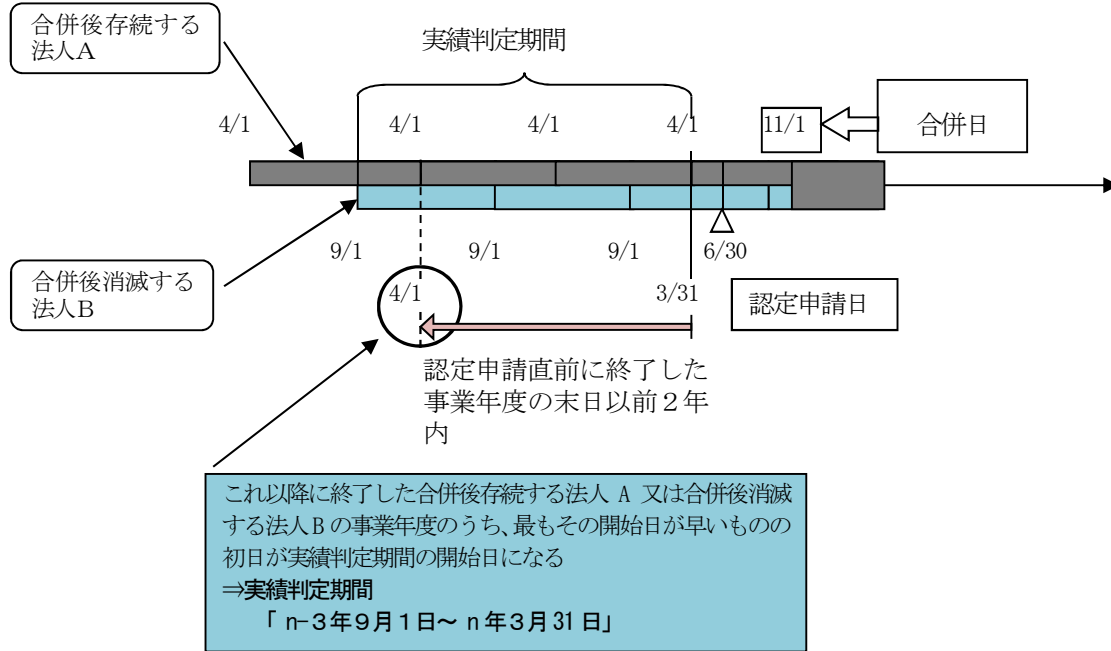 合併後存続する
法人A
実績判定期間
4/1
4/1
4/1
4/1
11/1
合併日
9/1
9/1
9/1
6/30
合併後消滅する
法人B
4/1
3/31
認定申請日
認定申請直前に終了した
事業年度の末日以前２年
内
これ以降に終了した合併後存続する法人 A 又は合併後消滅
する法人Bの事業年度のうち、最もその開始日が早いものの
初日が実績判定期間の開始日になる
⇒実績判定期間
「 n-３年９月１日～ n 年３月31 日」